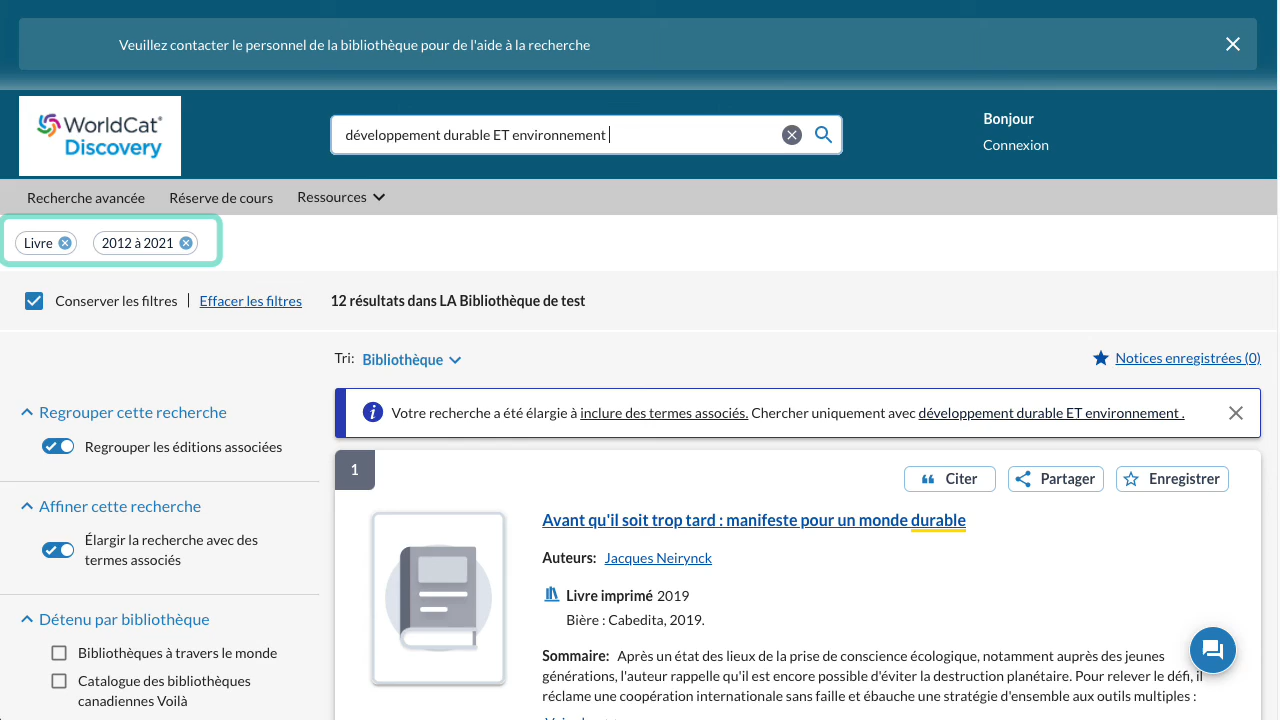 Veuillez contacter le personnel de la bibliothèque pour de l'aide à la recherche
WorldCat®
Discovery
développement durable ET environnement
Bonjour
Connexion
Recherche avancée Réserve de cours Ressources
Livre 2012 à 2021
Conserver les filtres | Effacer les filtres 12 résultats dans LA Bibliothèque de test
Tri: Bibliothèque Notices enregistrées (0)
Regrouper cette recherche
Regrouper les éditions associées
Affiner cette recherche
Élargir la recherche avec des
termes associés
Détenu par bibliothèque
Bibliothèques à travers le monde
Catalogue des bibliothèques
canadiennes Voilà
Votre recherche a été élargie à inclure des termes associés. Chercher uniquement avec développement durable ET environnement .
1
Citer Partager Enregistrer
Avant qu'il soit trop tard : manifeste pour un monde durable
Auteurs: Jacques Neirynck
Livre imprimé 2019
Bière : Cabedita, 2019.
Sommaire: Après un état des lieux de la prise de conscience écologique, notamment auprès des jeunes
générations, l'auteur rappelle qu'il est encore possible d'éviter la destruction planétaire. Pour relever le défi, il
réclame une coopération internationale sans faille et ébauche une stratégie d'ensemble aux outils multiples :